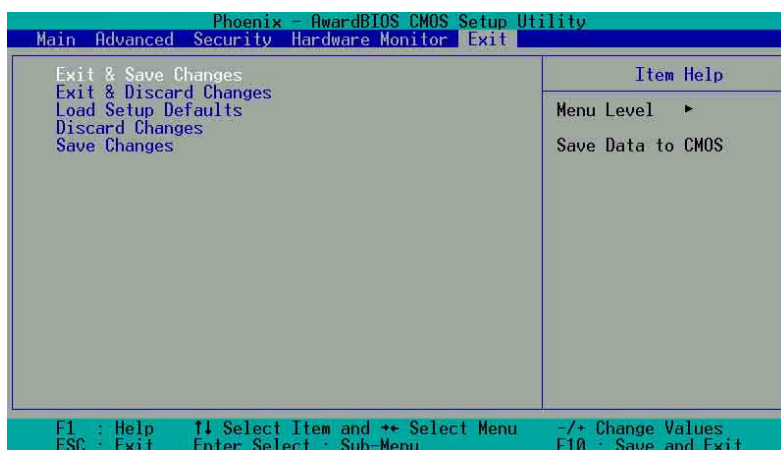 Phoenix - AwardBIOS CMOS Setup Utility
Main Advanced Security Hardware Monitor Exit
Exit & Save Changes
Exit & Discard Changes
Load Setup Defaults
Discard Changes
Save Changes
Item Help
Menu Level ►
Save Data to CMOS
F1 : Help ↑↓ Select Item and ↔ Select Menu -/+ Change Values
ESC : Exit Enter Select : Sub-Menu F10 : Save and Exit